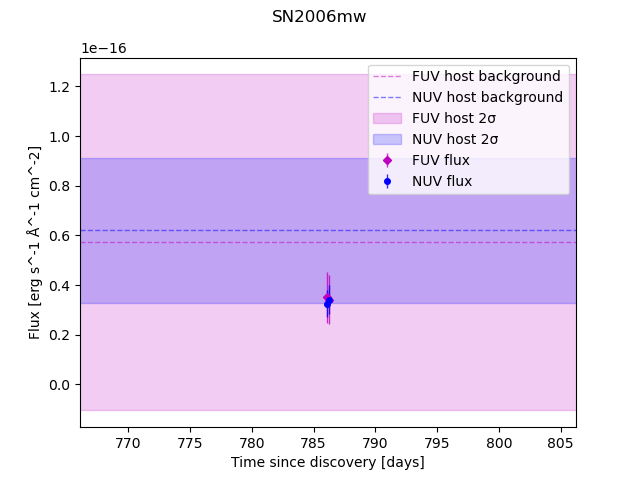 SN2006mw
1e−16
FUV host background
NUV host background
FUV host 2σ
NUV host 2σ
FUV flux
NUV flux
1.2
1.0
0.8
0.6
0.4
0.2
0.0
Flux [erg s^-1 Å^-1 cm^-2]
770 775 780 785 790 795 800 805
Time since discovery [days]